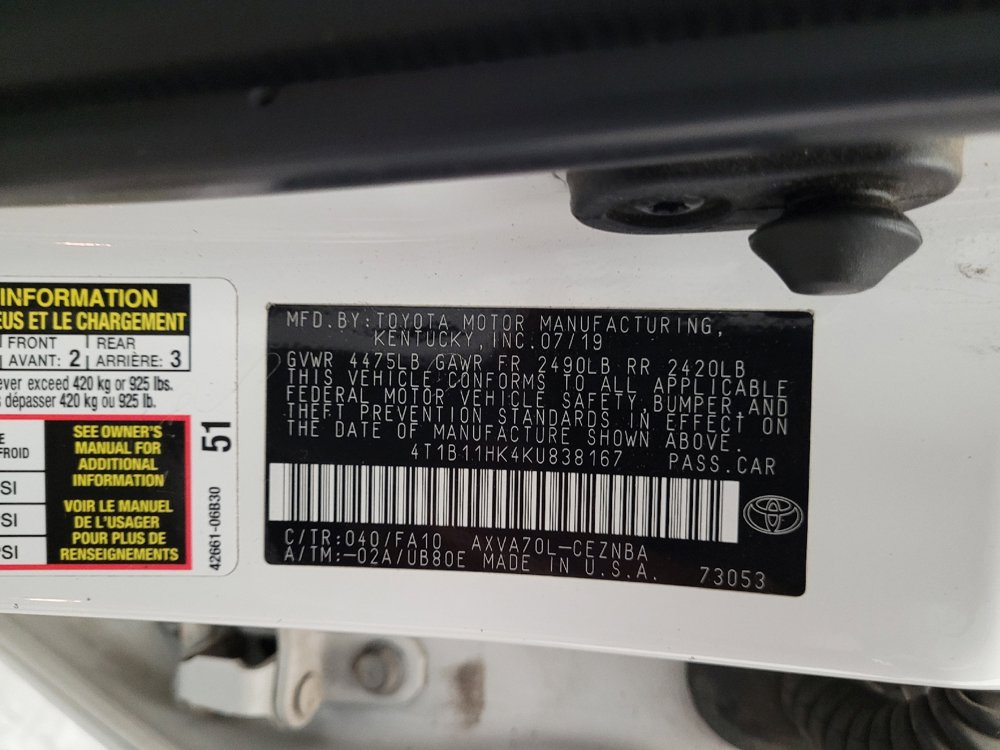 INFORMATION
EUS ET LE CHARGEMENT
FRONT REAR
AVANT: 2 ARRIÈRE: 3
ever exceed 420 kg or 925 lbs.
dépasser 420 kg ou 925 lb.
E
FROID
SI
SI
PSI
SEE OWNER'S
MANUAL FOR
ADDITIONAL
INFORMATION
VOIR LE MANUEL
DE L'USAGER
POUR PLUS DE
RENSEIGNEMENTS
51
42661-06B30
MFD.BY:TOYOTA MOTOR MANUFACTURING,
KENTUCKY, INC.07/19
GVWR 4475LB GAWR FR 2490LB RR 2420LB
THIS VEHICLE CONFORMS TO ALL APPLICABLE
FEDERAL MOTOR VEHICLE SAFETY, BUMPER, AND
THEFT PREVENTION STANDARDS IN EFFECT ON
THE DATE OF MANUFACTURE SHOWN ABOVE.
4T1B11HK4KU838167 PASS.CAR
C/TR:040/FA10 AXVA70L-CEZNBA
A/TM:-02A/UB80E MADE IN U.S.A. 73053